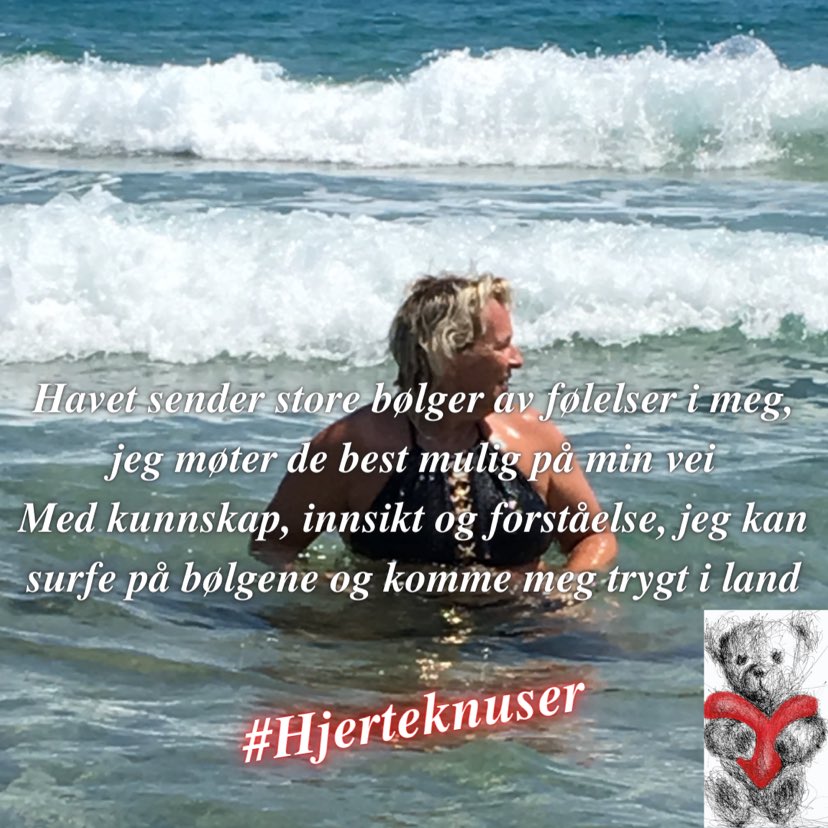 Havet sender store bølger av følelser i meg,
jeg møter de best mulig på min vei
Med kunnskap, innsikt og forståelse, jeg kan
surfe på bølgene og komme meg trygt i land
#Hjerteknuser